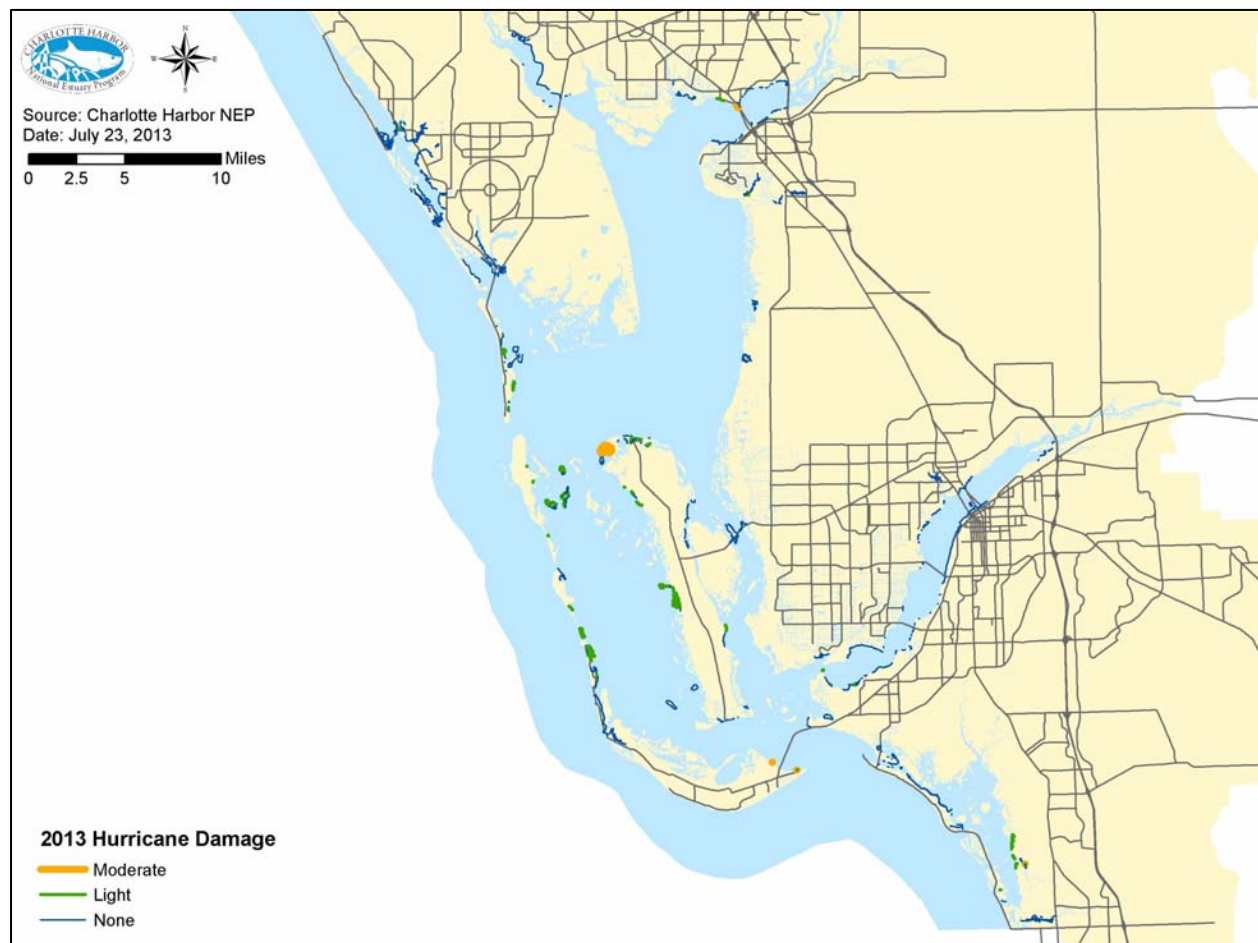 CHARLOTTE HARBOR
National Estuary Program
N
W
E
S
Source: Charlotte Harbor NEP
Date: July 23, 2013
Miles
0 2.5 5 10
2013 Hurricane Damage
Moderate
Light
None